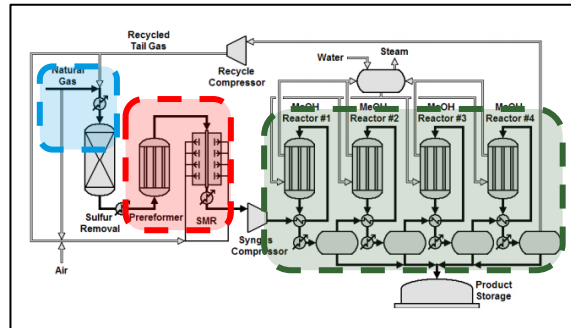 Recycled
Tail Gas
Recycle
Compressor
Water
Steam
Natural
Gas
MeOH
Reactor #1
MeOH
Reactor #2
MeOH
Reactor #3
MeOH
Reactor #4
Sulfur
Removal
Prereformer
SMR
Syngas
Compressor
Air
Product
Storage